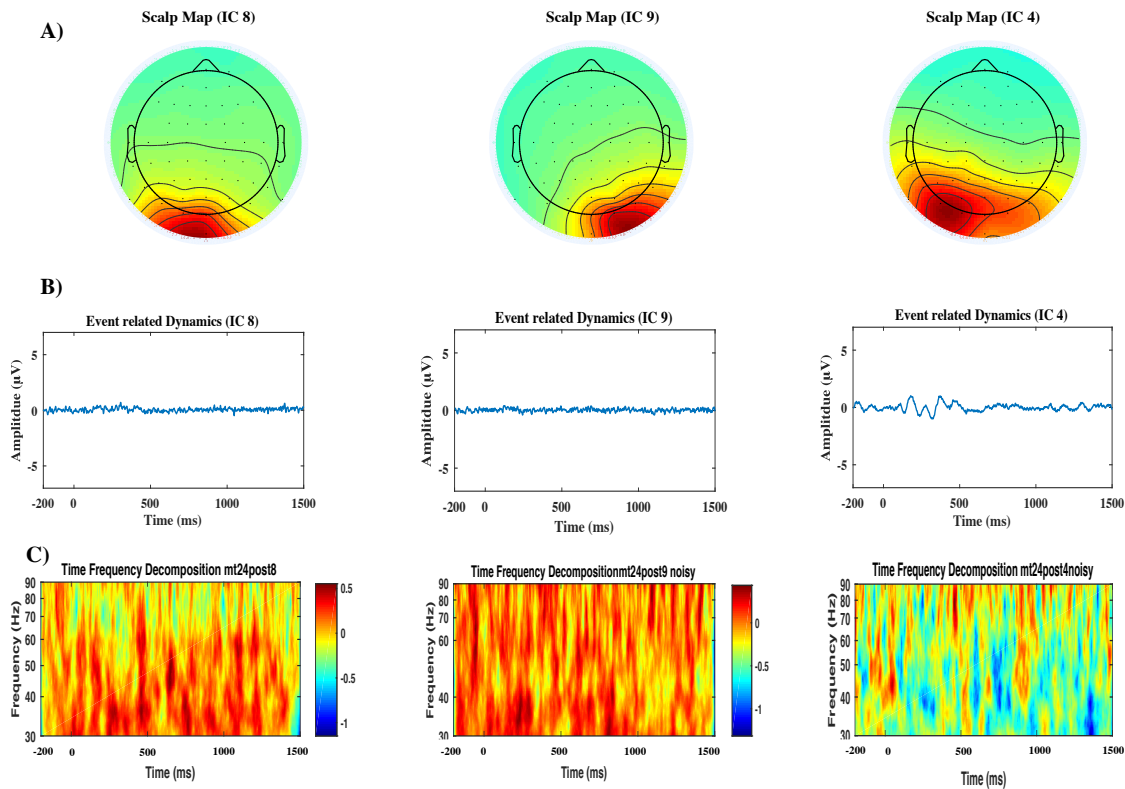 A)
Scalp Map (IC 8)
Scalp Map (IC 9)
Scalp Map (IC 4)
B)
Event related Dynamics (IC 8)
Amplitdue (μV)
5
0
-5
-200 0 500 1000 1500
Time (ms)
Event related Dynamics (IC 9)
Amplitdue (μV)
5
0
-5
-200 0 500 1000 1500
Time (ms)
Event related Dynamics (IC 4)
Amplitdue (μV)
5
0
-5
-200 0 500 1000 1500
Time (ms)
C)
Time Frequency Decomposition mt24post8
Frequency (Hz)
90
80
70
60
50
40
30
-200 0 500 1000 1500
Time (ms)
0.5
0
-0.5
-1
Time Frequency Decompositionmt24post9 noisy
Frequency (Hz)
90
80
70
60
50
40
30
-200 0 500 1000 1500
Time (ms)
0
-0.5
-1
Time Frequency Decomposition mt24post4noisy
Frequency (Hz)
90
80
70
60
50
40
30
-200 0 500 1000 1500
Time (ms)